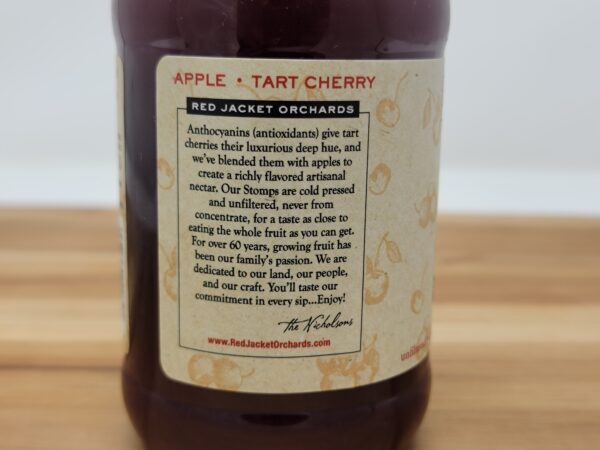 APPLE • TART CHERRY
RED JACKET ORCHARDS
Anthocyanins (antioxidants) give tart
cherries their luxurious deep hue, and
we've blended them with apples to
create a richly flavored artisanal
nectar. Our Stomps are cold pressed
and unfiltered, never from
concentrate, for a taste as close to
eating the whole fruit as you can get.
For over 60 years, growing fruit has
been our family's passion. We are
dedicated to our land, our people,
and our craft. You'll taste our
commitment in every sip...Enjoy!
The Nicholsons
www.RedJacketOrchards.com